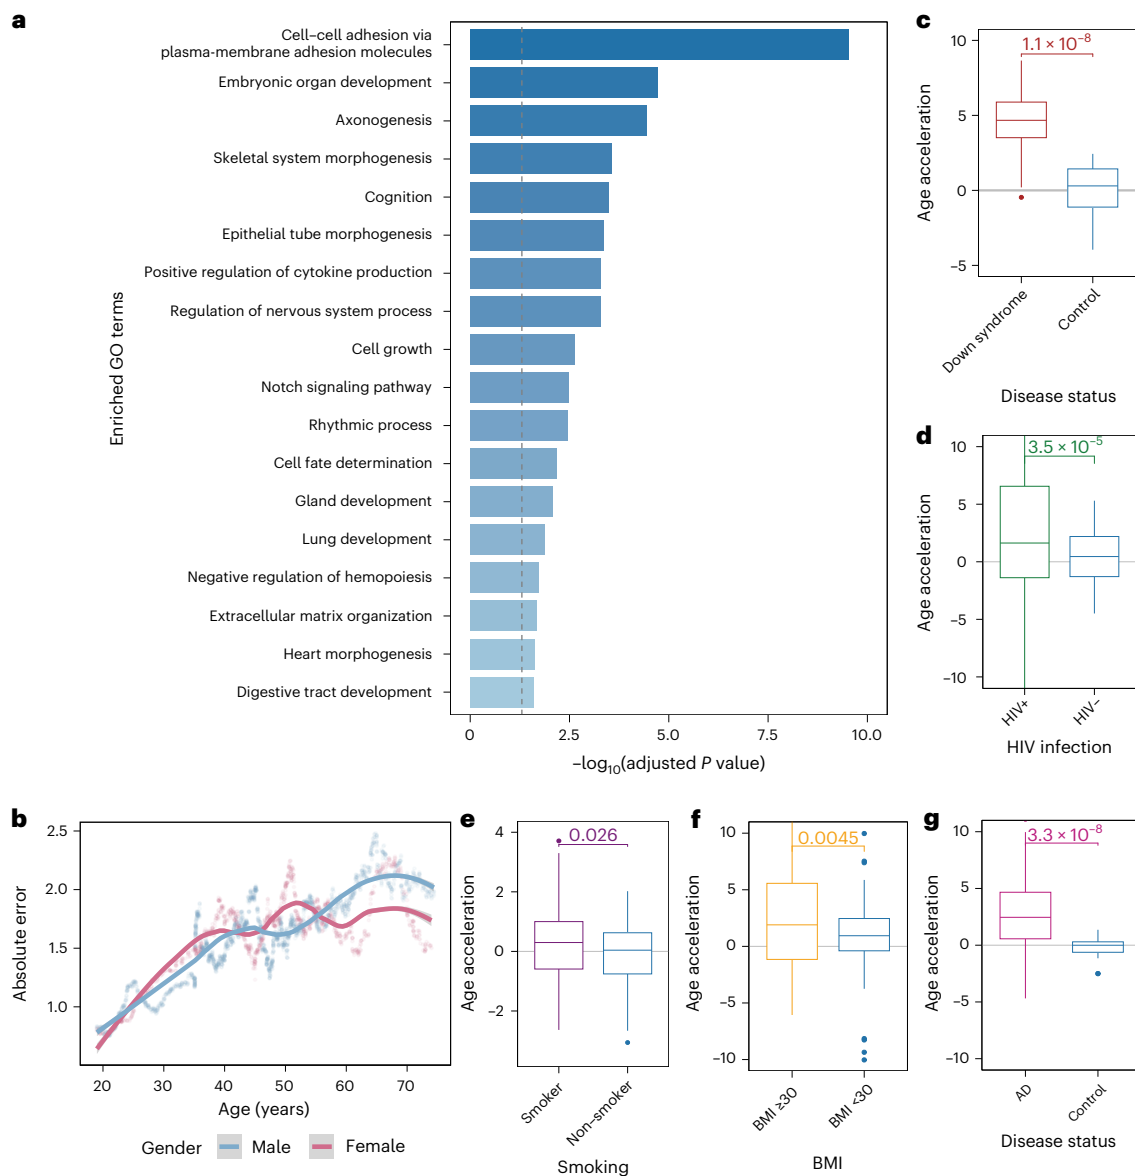 a
Cell–cell adhesion via
plasma-membrane adhesion molecules
Embryonic organ development
Axonogenesis
Skeletal system morphogenesis
Cognition
Epithelial tube morphogenesis
Positive regulation of cytokine production
Regulation of nervous system process
Cell growth
Notch signaling pathway
Rhythmic process
Cell fate determination
Gland development
Lung development
Negative regulation of hemopoiesis
Extracellular matrix organization
Heart morphogenesis
Digestive tract development
Enriched GO terms
0 2.5 5.0 7.5 10.0
–log10(adjusted P value)
c
1.1 × 10⁻⁸
10
5
0
–5
Age acceleration
Down syndrome
Control
Disease status
d
3.5 × 10⁻⁵
10
5
0
–5
–10
Age acceleration
HIV+
HIV–
HIV infection
b
2.5
2.0
1.5
1.0
Absolute error
20 30 40 50 60 70
Age (years)
Gender Male Female
e
0.026
4
2
0
–2
Age acceleration
Smoker
Non-smoker
Smoking
f
0.0045
10
5
0
–5
–10
Age acceleration
BMI ≥30
BMI <30
BMI
g
3.3 × 10⁻⁸
10
5
0
–5
–10
Age acceleration
AD
Control
Disease status